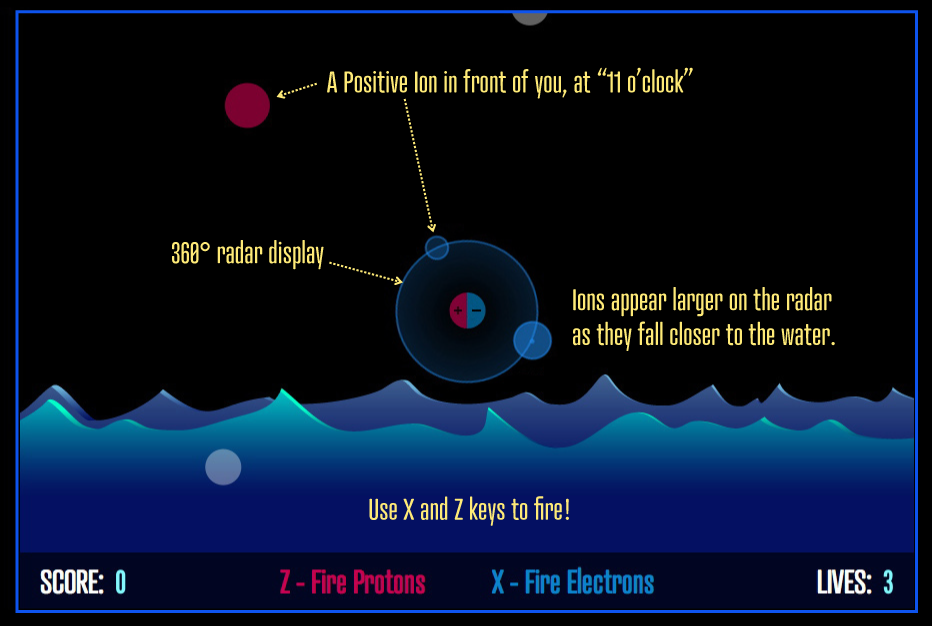 A Positive Ion in front of you, at “11 o’clock”
360° radar display
+ −
Ions appear larger on the radar
as they fall closer to the water.
Use X and Z keys to fire!
SCORE: 0 Z - Fire Protons X - Fire Electrons LIVES: 3